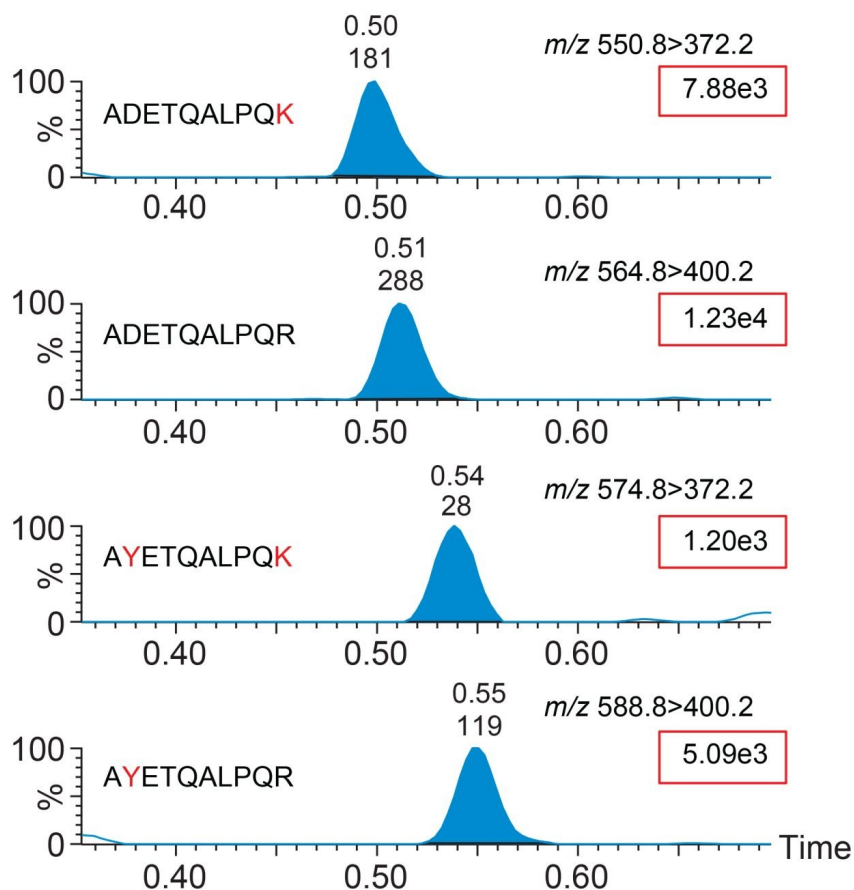 0.50
181
m/z 550.8>372.2
7.88e3
100
%
0
ADETQALPQK
0.40 0.50 0.60
0.51
288
m/z 564.8>400.2
1.23e4
100
%
0
ADETQALPQR
0.40 0.50 0.60
0.54
28
m/z 574.8>372.2
1.20e3
100
%
0
AYETQALPQK
0.40 0.50 0.60
0.55
119
m/z 588.8>400.2
5.09e3
100
%
0
AYETQALPQR
Time
0.40 0.50 0.60